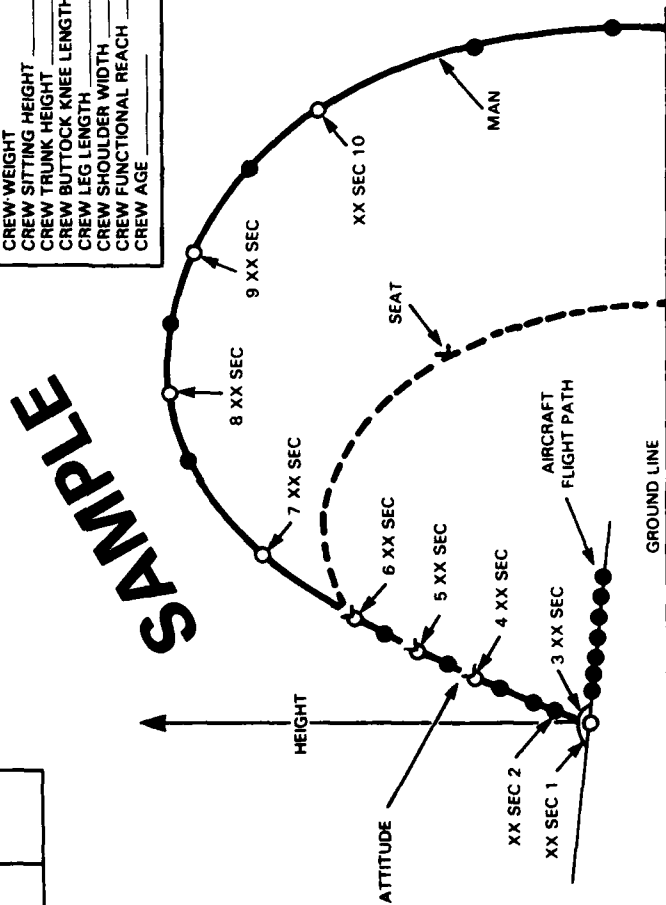 CREW WEIGHT
CREW SITTING HEIGHT
CREW TRUNK HEIGHT
CREW BUTTOCK KNEE LENGTH
CREW LEG LENGTH
CREW SHOULDER WIDTH
CREW FUNCTIONAL REACH
CREW AGE
SAMPLE
XX SEC 10
MAN
9 XX SEC
8 XX SEC
SEAT
7 XX SEC
AIRCRAFT
FLIGHT PATH
6 XX SEC
5 XX SEC
4 XX SEC
3 XX SEC
GROUND LINE
HEIGHT
ATTITUDE
XX SEC 2
XX SEC 1